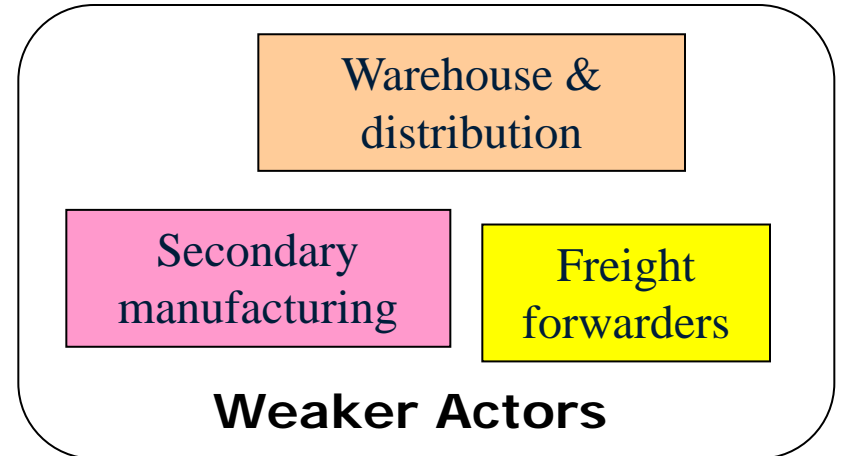 Warehouse &
distribution
Secondary
manufacturing
Freight
forwarders
Weaker Actors